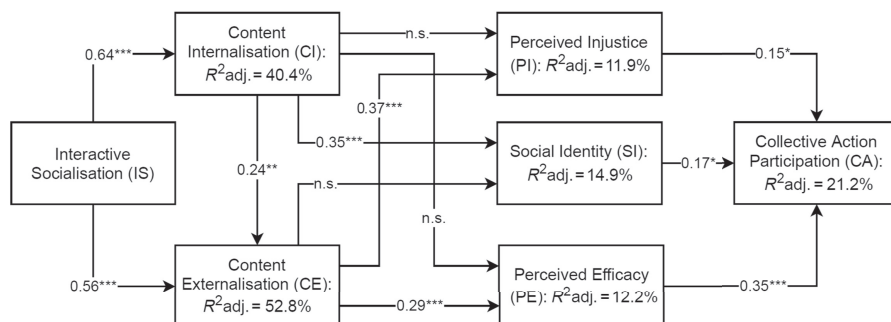 Interactive
Socialisation (IS)
0.64***
0.56***
Content
Internalisation (CI):
R²adj. = 40.4%
0.24**
Content
Externalisation (CE):
R²adj. = 52.8%
n.s.
0.37***
0.35***
n.s.
n.s.
0.29***
Perceived Injustice
(PI): R²adj. = 11.9%
Social Identity (SI):
R²adj. = 14.9%
Perceived Efficacy
(PE): R²adj. = 12.2%
0.15*
0.17*
0.35***
Collective Action
Participation (CA):
R²adj. = 21.2%